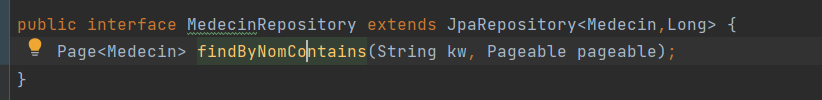 public interface MedecinRepository extends JpaRepository<Medecin,Long> {
Page<Medecin> findByNomContains(String kw, Pageable pageable);
}